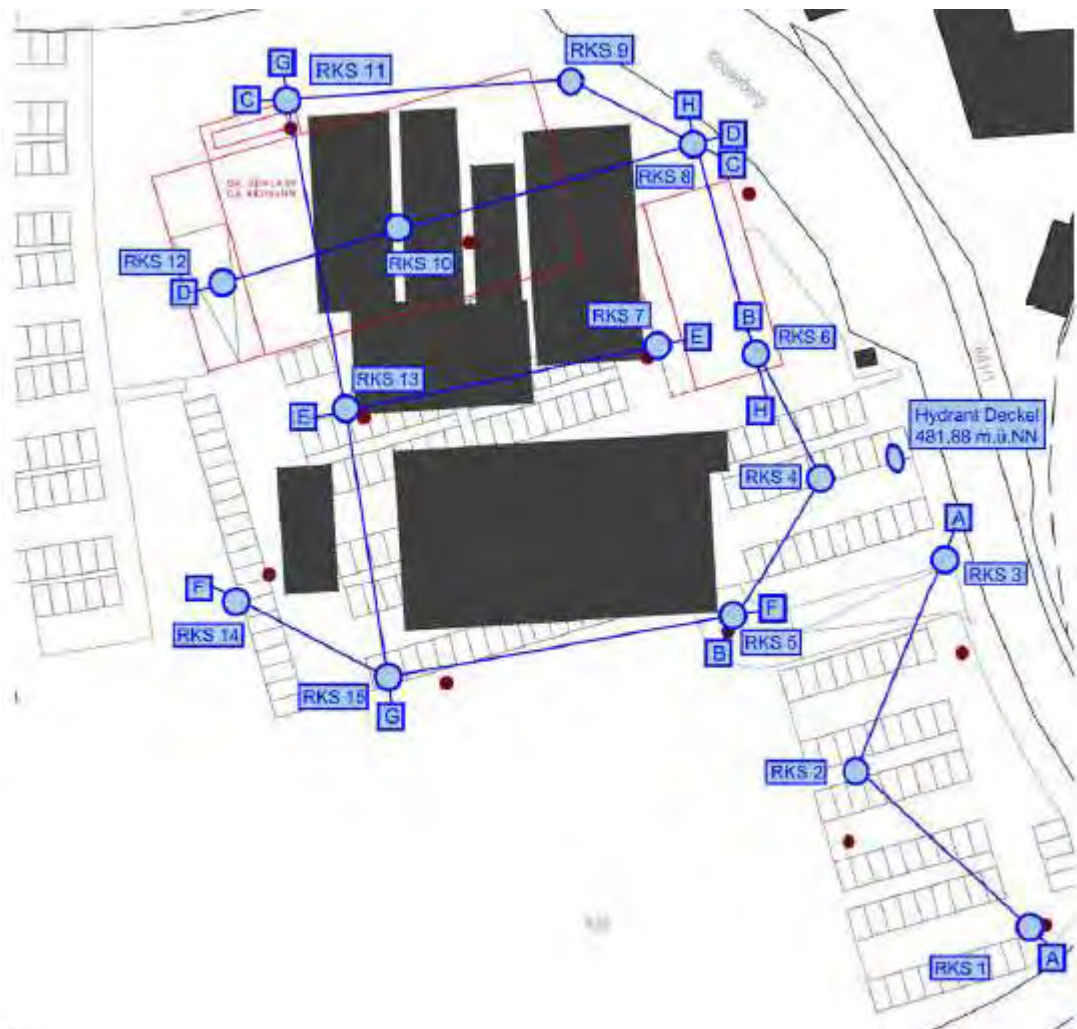 G
RKS 11
RKS 9
C
H
D
C
RKS 8
RKS 12
D
RKS 10
RKS 7
E
B
RKS 6
RKS 13
E
H
Hydrant Deckel
481,88 m.ü.NN
RKS 4
A
RKS 3
F
RKS 14
F
RKS 5
B
RKS 15
G
RKS 2
RKS 1
A